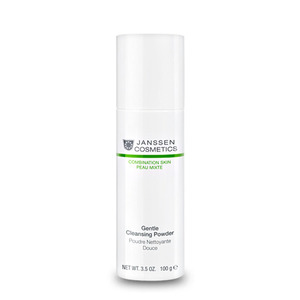 JANSSEN
COSMETICS
COMBINATION SKIN
PEAU MIXTE
Gentle
Cleansing Powder
Poudre Nettoyante
Douce
NET WT. 3.5 OZ. 100 g ℮